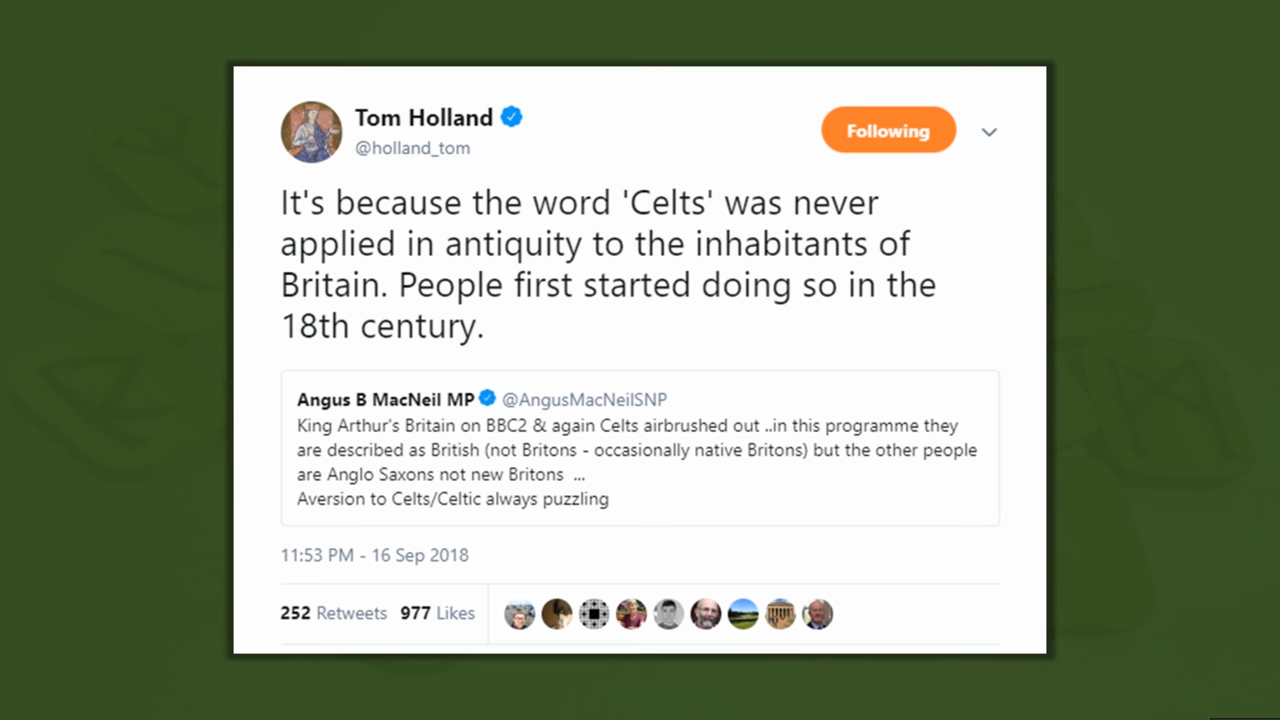 Tom Holland
@holland_tom
Following
It's because the word 'Celts' was never
applied in antiquity to the inhabitants of
Britain. People first started doing so in the
18th century.
Angus B MacNeil MP @AngusMacNeilSNP
King Arthur's Britain on BBC2 & again Celts airbrushed out ..in this programme they
are described as British (not Britons - occasionally native Britons) but the other people
are Anglo Saxons not new Britons ...
Aversion to Celts/Celtic always puzzling
11:53 PM - 16 Sep 2018
252 Retweets 977 Likes